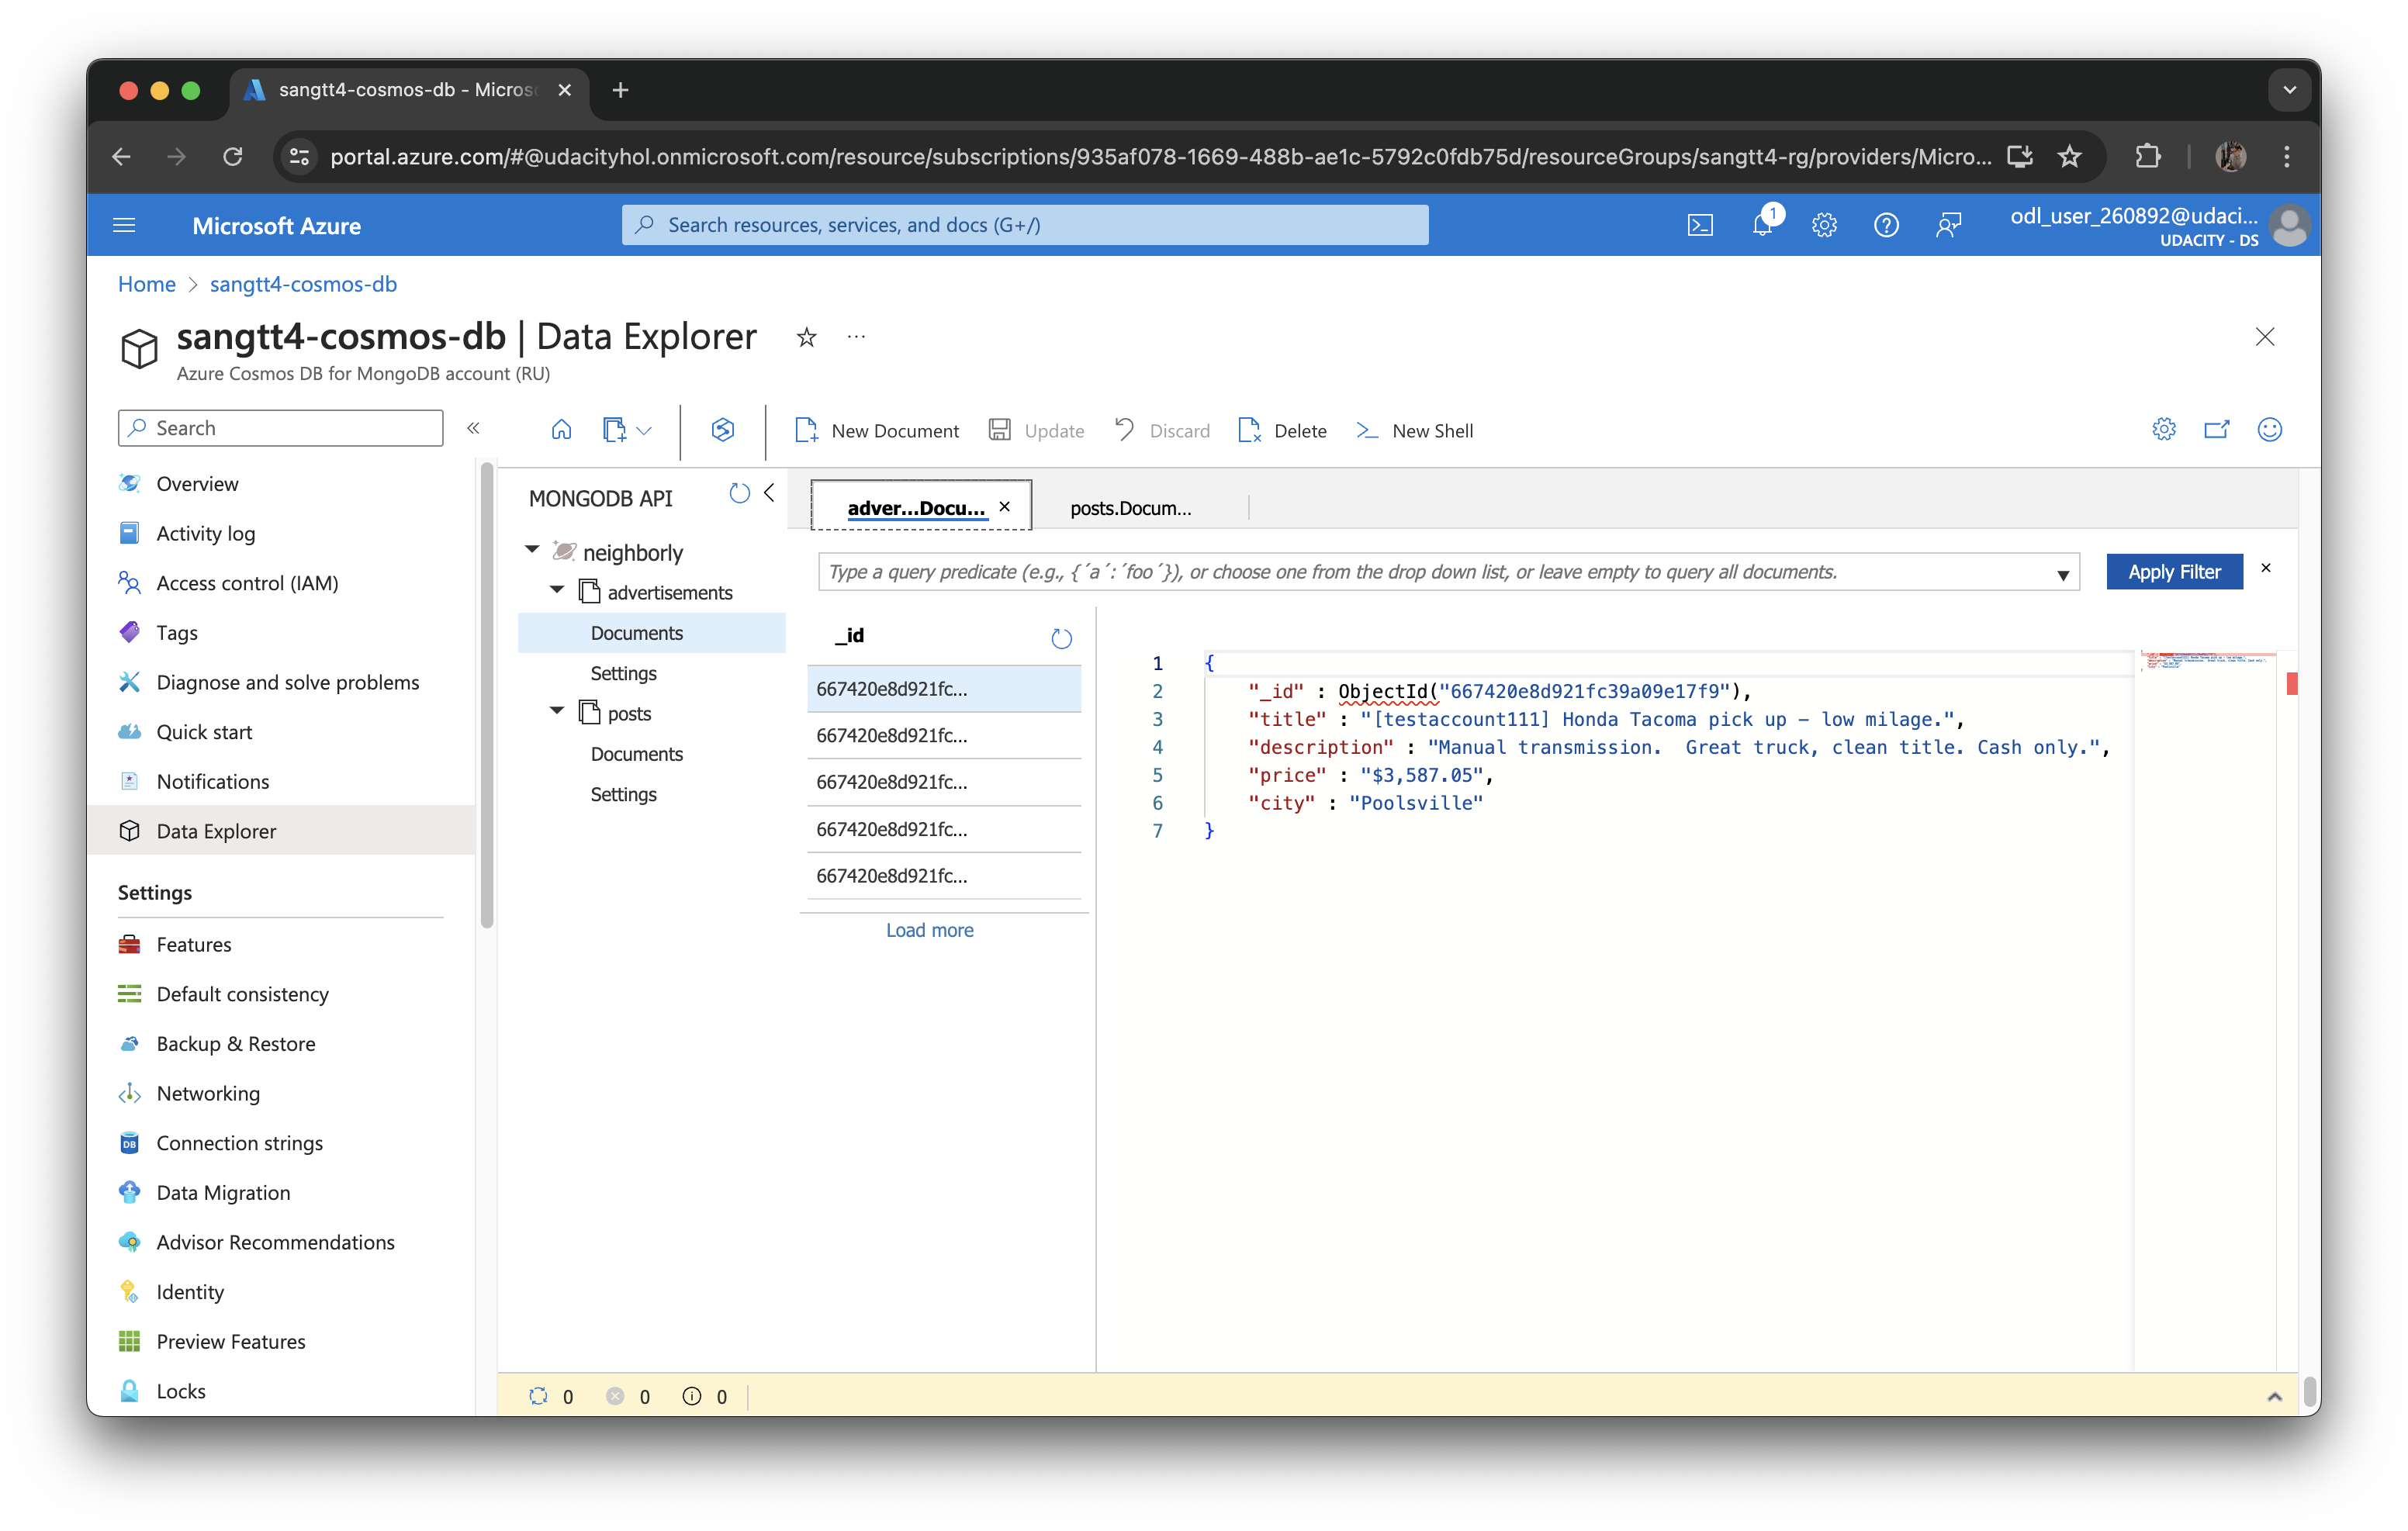 sangtt4-cosmos-db - Micros
portal.azure.com/#@udacityhol.onmicrosoft.com/resource/subscriptions/935af078-1669-488b-ae1c-5792c0fdb75d/resourceGroups/sangtt4-rg/providers/Micro...
Microsoft Azure
Search resources, services, and docs (G+/)
1
odl_user_260892@udaci...
UDACITY - DS
Home > sangtt4-cosmos-db
sangtt4-cosmos-db | Data Explorer
Azure Cosmos DB for MongoDB account (RU)
Search
Overview
Activity log
Access control (IAM)
Tags
Diagnose and solve problems
Quick start
Notifications
Data Explorer
Settings
Features
Default consistency
Backup & Restore
Networking
Connection strings
Data Migration
Advisor Recommendations
Identity
Preview Features
Locks
New Document
Update
Discard
Delete
New Shell
MONGODB API
neighborly
advertisements
Documents
Settings
posts
Documents
Settings
adver...Docu...
posts.Docum...
Type a query predicate (e.g., {´a´:´foo´}), or choose one from the drop down list, or leave empty to query all documents.
Apply Filter
_id
667420e8d921fc...
667420e8d921fc...
667420e8d921fc...
667420e8d921fc...
667420e8d921fc...
Load more
1 {
2 "_id" : ObjectId("667420e8d921fc39a09e17f9"),
3 "title" : "[testaccount111] Honda Tacoma pick up - low milage.",
4 "description" : "Manual transmission.  Great truck, clean title. Cash only.",
5 "price" : "$3,587.05",
6 "city" : "Poolsville"
7 }
0 0 0